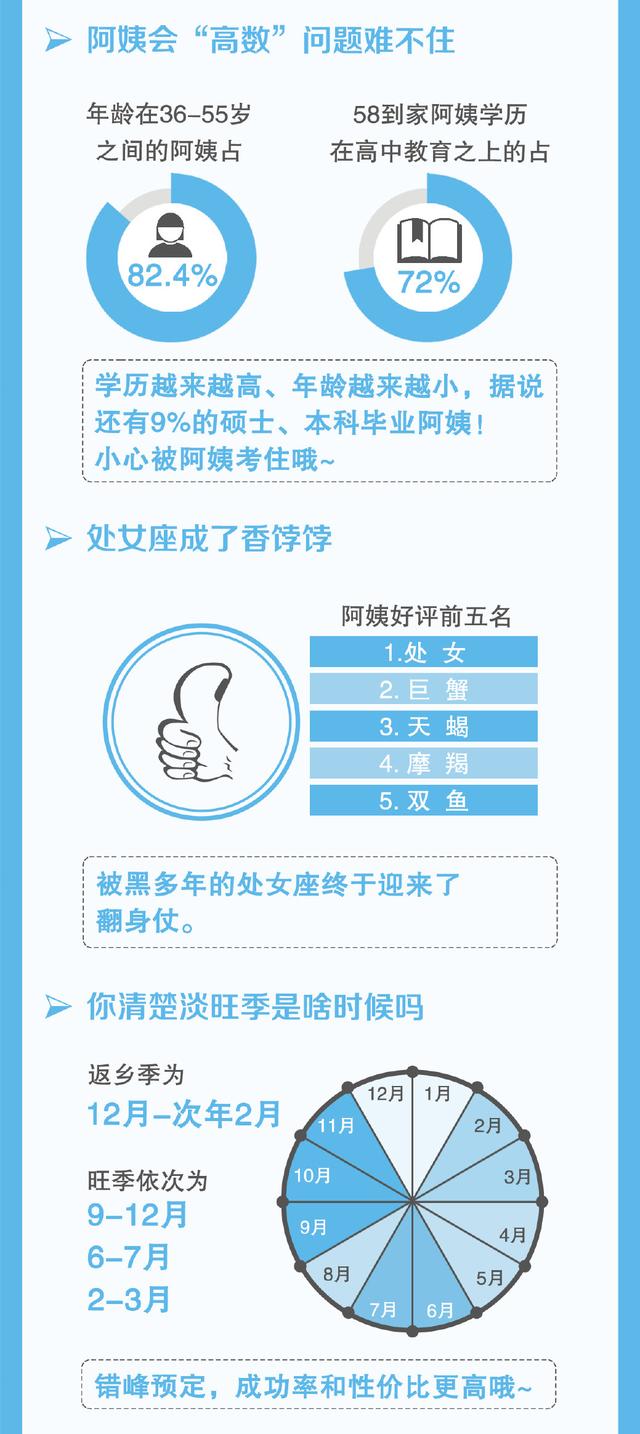 阿姨会“高数”问题难不住
年龄在36-55岁
之间的阿姨占
82.4%
58到家阿姨学历
在高中教育之上的占
72%
学历越来越高、年龄越来越小，据说
还有9%的硕士、本科毕业阿姨！
小心被阿姨考住哦~
处女座成了香饽饽
阿姨好评前五名
1.处 女
2.巨 蟹
3.天 蝎
4.摩 羯
5.双 鱼
被黑多年的处女座终于迎来了
翻身仗。
你清楚淡旺季是啥时候吗
返乡季为
12月-次年2月
旺季依次为
9-12月
6-7月
2-3月
1月
2月
3月
4月
5月
6月
7月
8月
9月
10月
11月
12月
错峰预定，成功率和性价比更高哦~